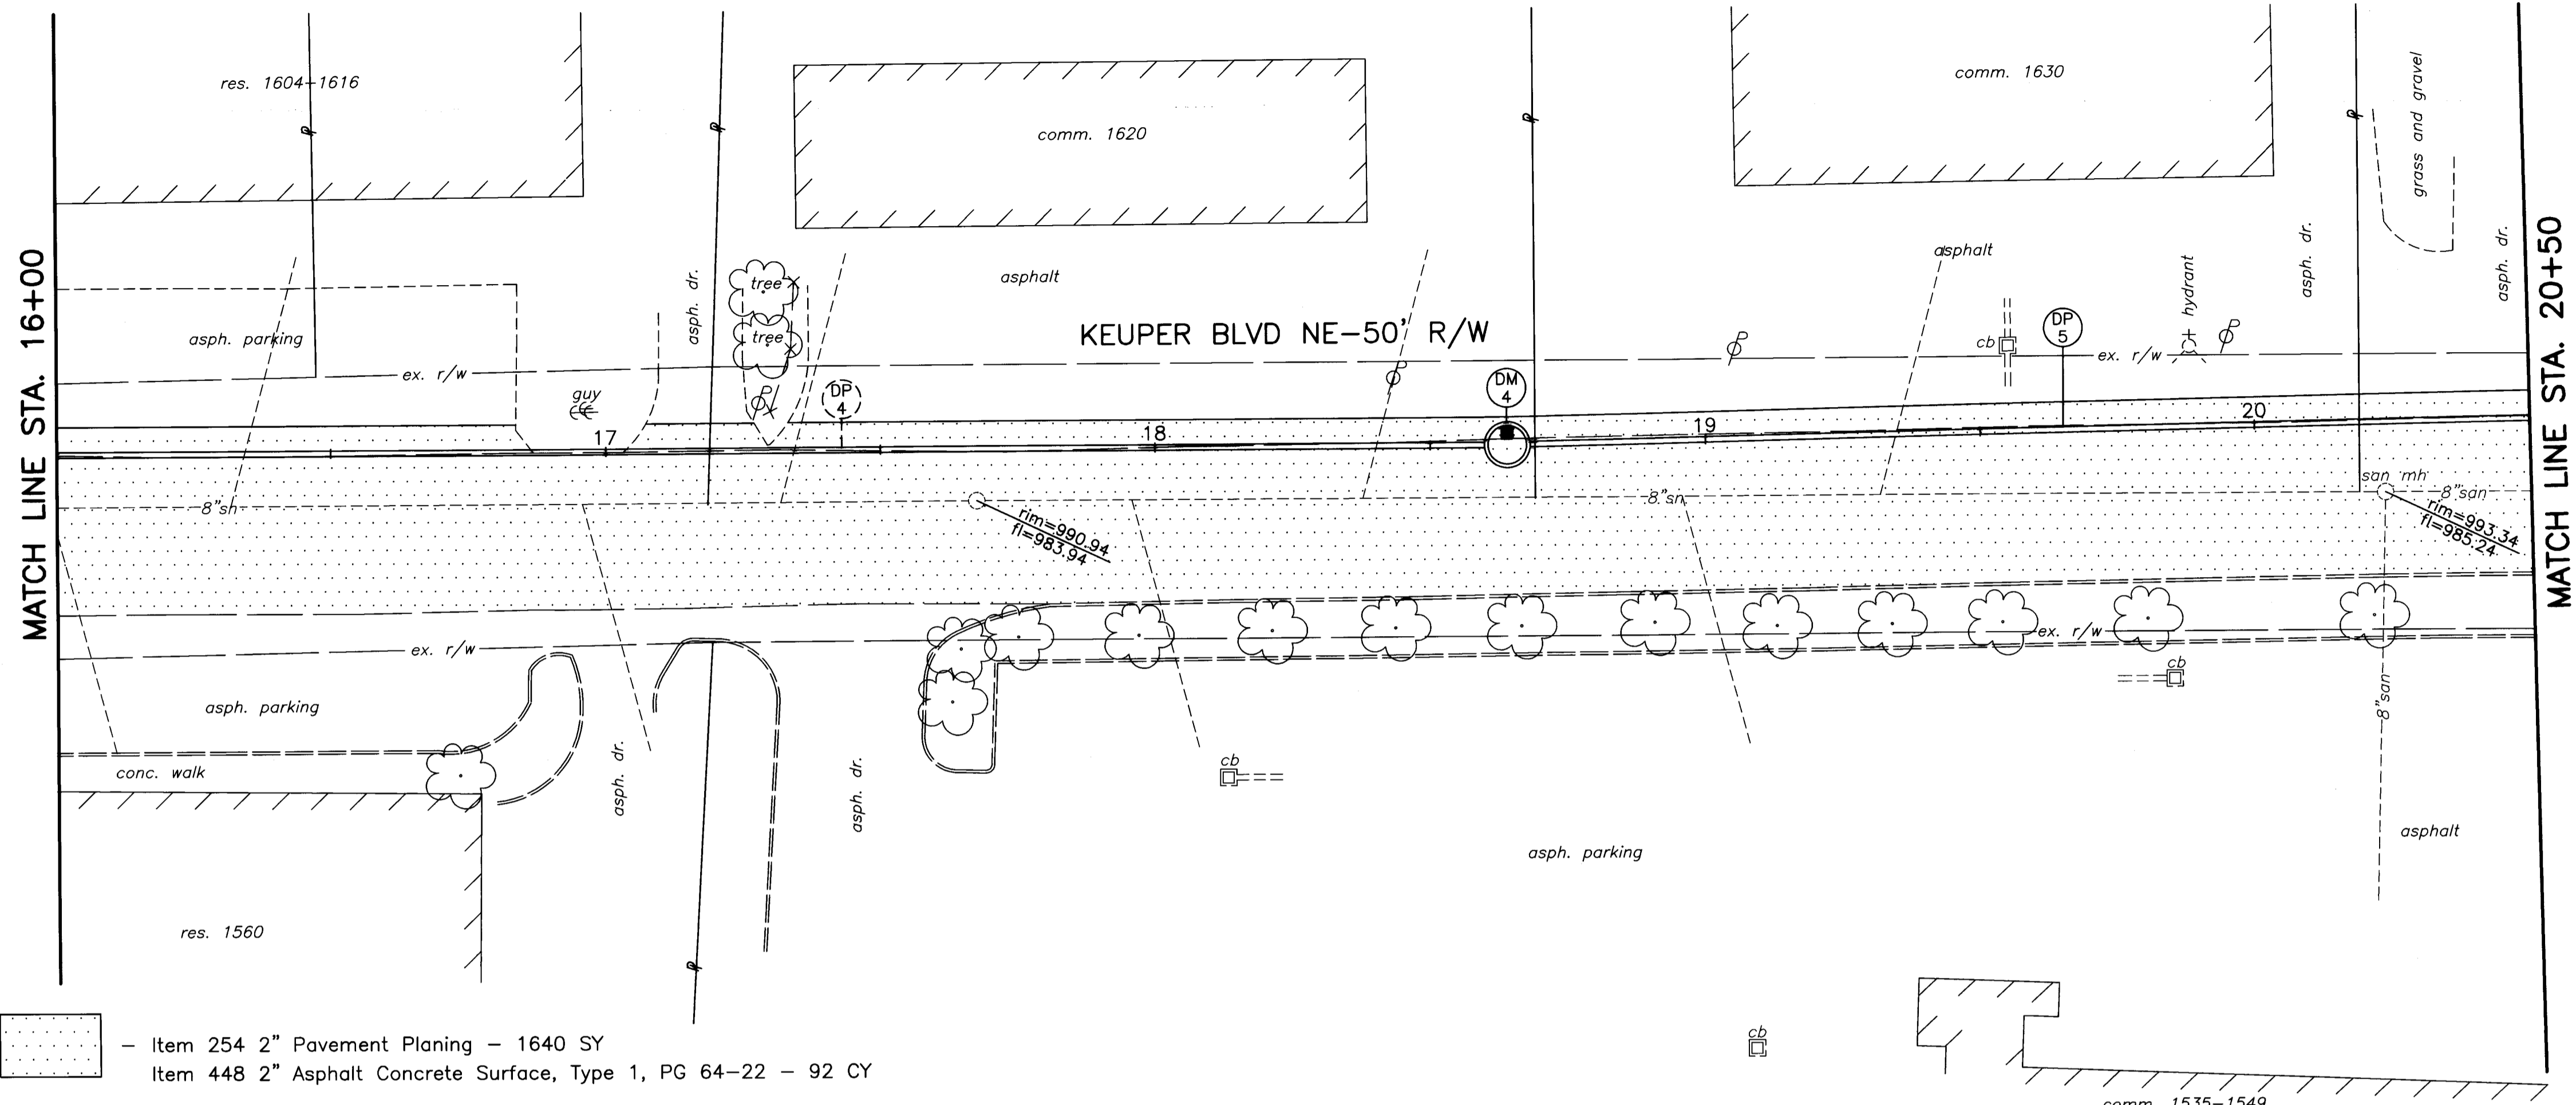 MATCH LINE STA. 16+00
res. 1604+1616
comm. 1620
comm. 1630
grass and gravel
asph. dr.
asph. dr.
MATCH LINE STA. 20+50
asph. parking
asph. dr.
tree
tree
asphalt
asphalt
hydrant
KEUPER BLVD NE-50' R/W
cb
DP
5
ex. r/w
ex. r/w
guy
DP
4
DM
4
17
18
19
20
8"sn
8"sn
san mh
8"san
rim=990.94
fl=983.94
rim=993.34
fl=985.24
ex. r/w
ex. r/w
asph. parking
conc. walk
asph. dr.
asph. dr.
cb
cb
8"san
asphalt
asph. parking
res. 1560
cb
- Item 254 2" Pavement Planing - 1640 SY
Item 448 2" Asphalt Concrete Surface, Type 1, PG 64-22 - 92 CY
comm. 1535-1549